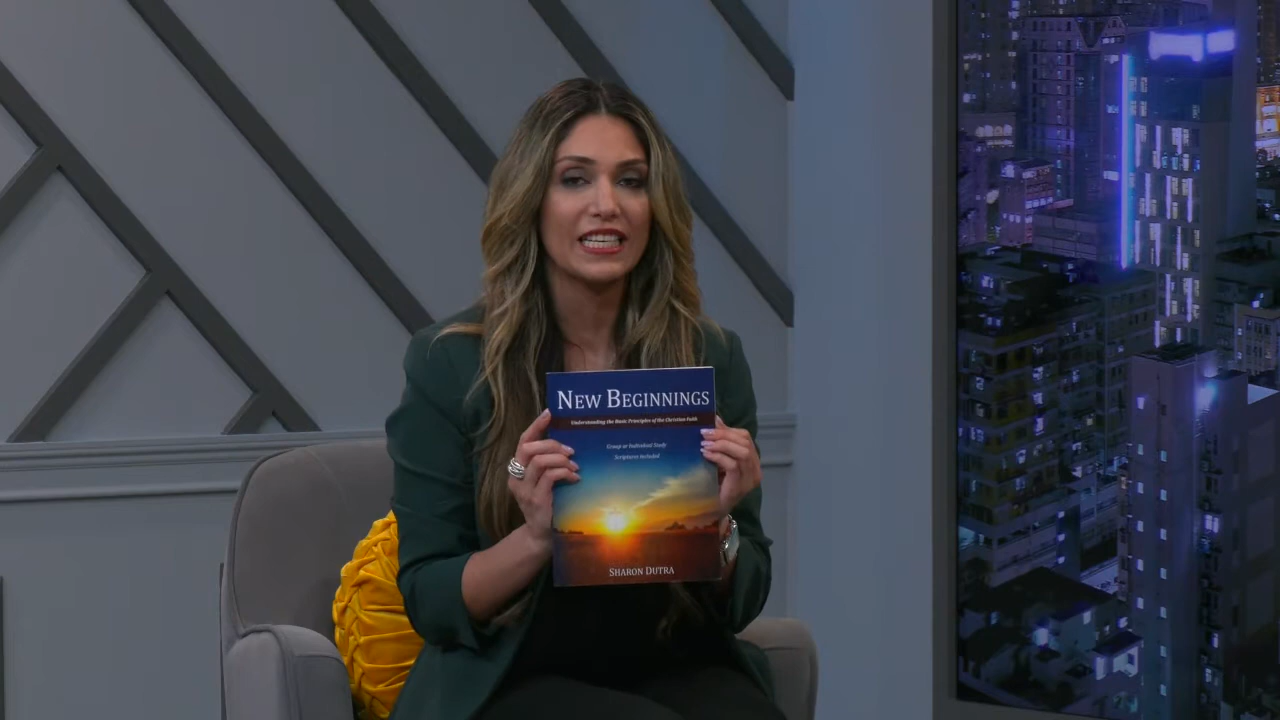 NEW BEGINNINGS
Understanding the Basic Principles of the Christian Faith
Group or Individual Study
Scriptures Included
SHARON DUTRA